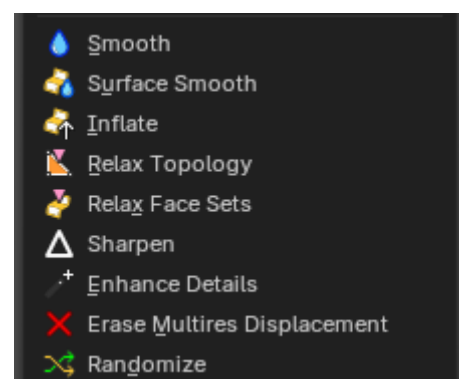 Smooth
Surface Smooth
Inflate
Relax Topology
Relax Face Sets
Sharpen
Enhance Details
Erase Multires Displacement
Randomize